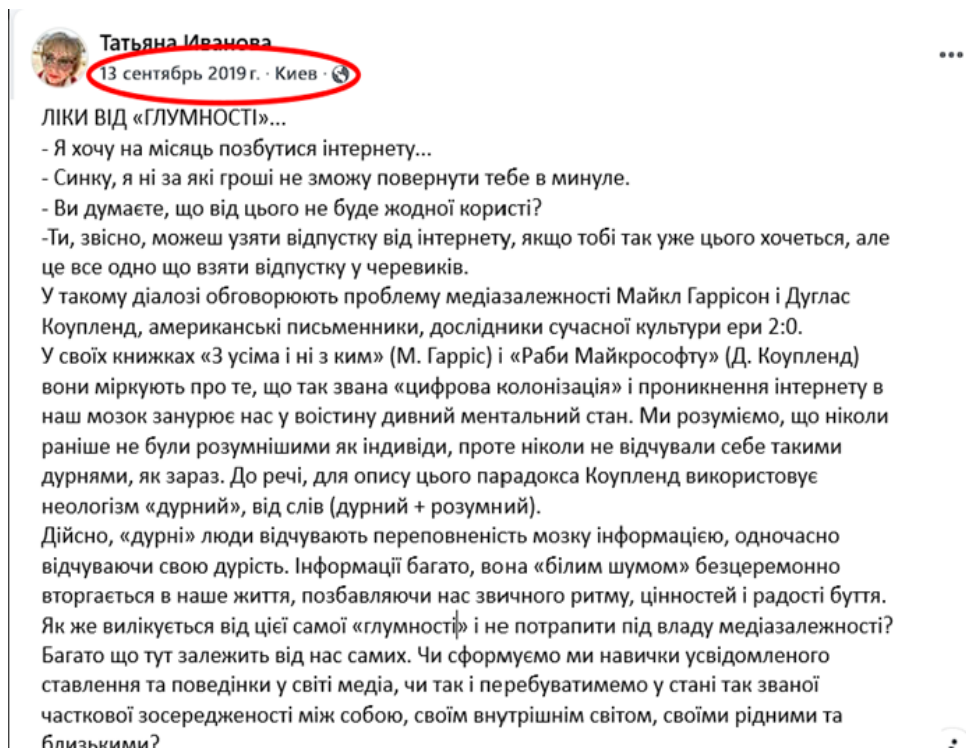 Татьяна Иванова
13 сентябрь 2019 г. · Киев ·
ЛІКИ ВІД «ГЛУМНОСТІ»...
- Я хочу на місяць позбутися інтернету...
- Синку, я ні за які гроші не зможу повернути тебе в минуле.
- Ви думаєте, що від цього не буде жодної користі?
-Ти, звісно, можеш узяти відпустку від інтернету, якщо тобі так уже цього хочеться, але
це все одно що взяти відпустку у черевиків.
У такому діалозі обговорюють проблему медіазалежності Майкл Гаррісон і Дуглас
Коупленд, американські письменники, дослідники сучасної культури ери 2:0.
У своїх книжках «З усіма і ні з ким» (М. Гарріс) і «Раби Майкрософту» (Д. Коупленд)
вони міркують про те, що так звана «цифрова колонізація» і проникнення інтернету в
наш мозок занурює нас у воістину дивний ментальний стан. Ми розуміємо, що ніколи
раніше не були розумнішими як індивіди, проте ніколи не відчували себе такими
дурнями, як зараз. До речі, для опису цього парадокса Коупленд використовує
неологізм «дурний», від слів (дурний + розумний).
Дійсно, «дурні» люди відчувають переповненість мозку інформацією, одночасно
відчуваючи свою дурість. Інформації багато, вона «білим шумом» безцеремонно
вторгається в наше життя, позбавляючи нас звичного ритму, цінностей і радості буття.
Як же вилікується від цієї самої «глумності» і не потрапити під владу медіазалежності?
Багато що тут залежить від нас самих. Чи сформуємо ми навички усвідомленого
ставлення та поведінки у світі медіа, чи так і перебуватимемо у стані так званої
часткової зосередженості між собою, своїм внутрішнім світом, своїми рідними та
близькими?